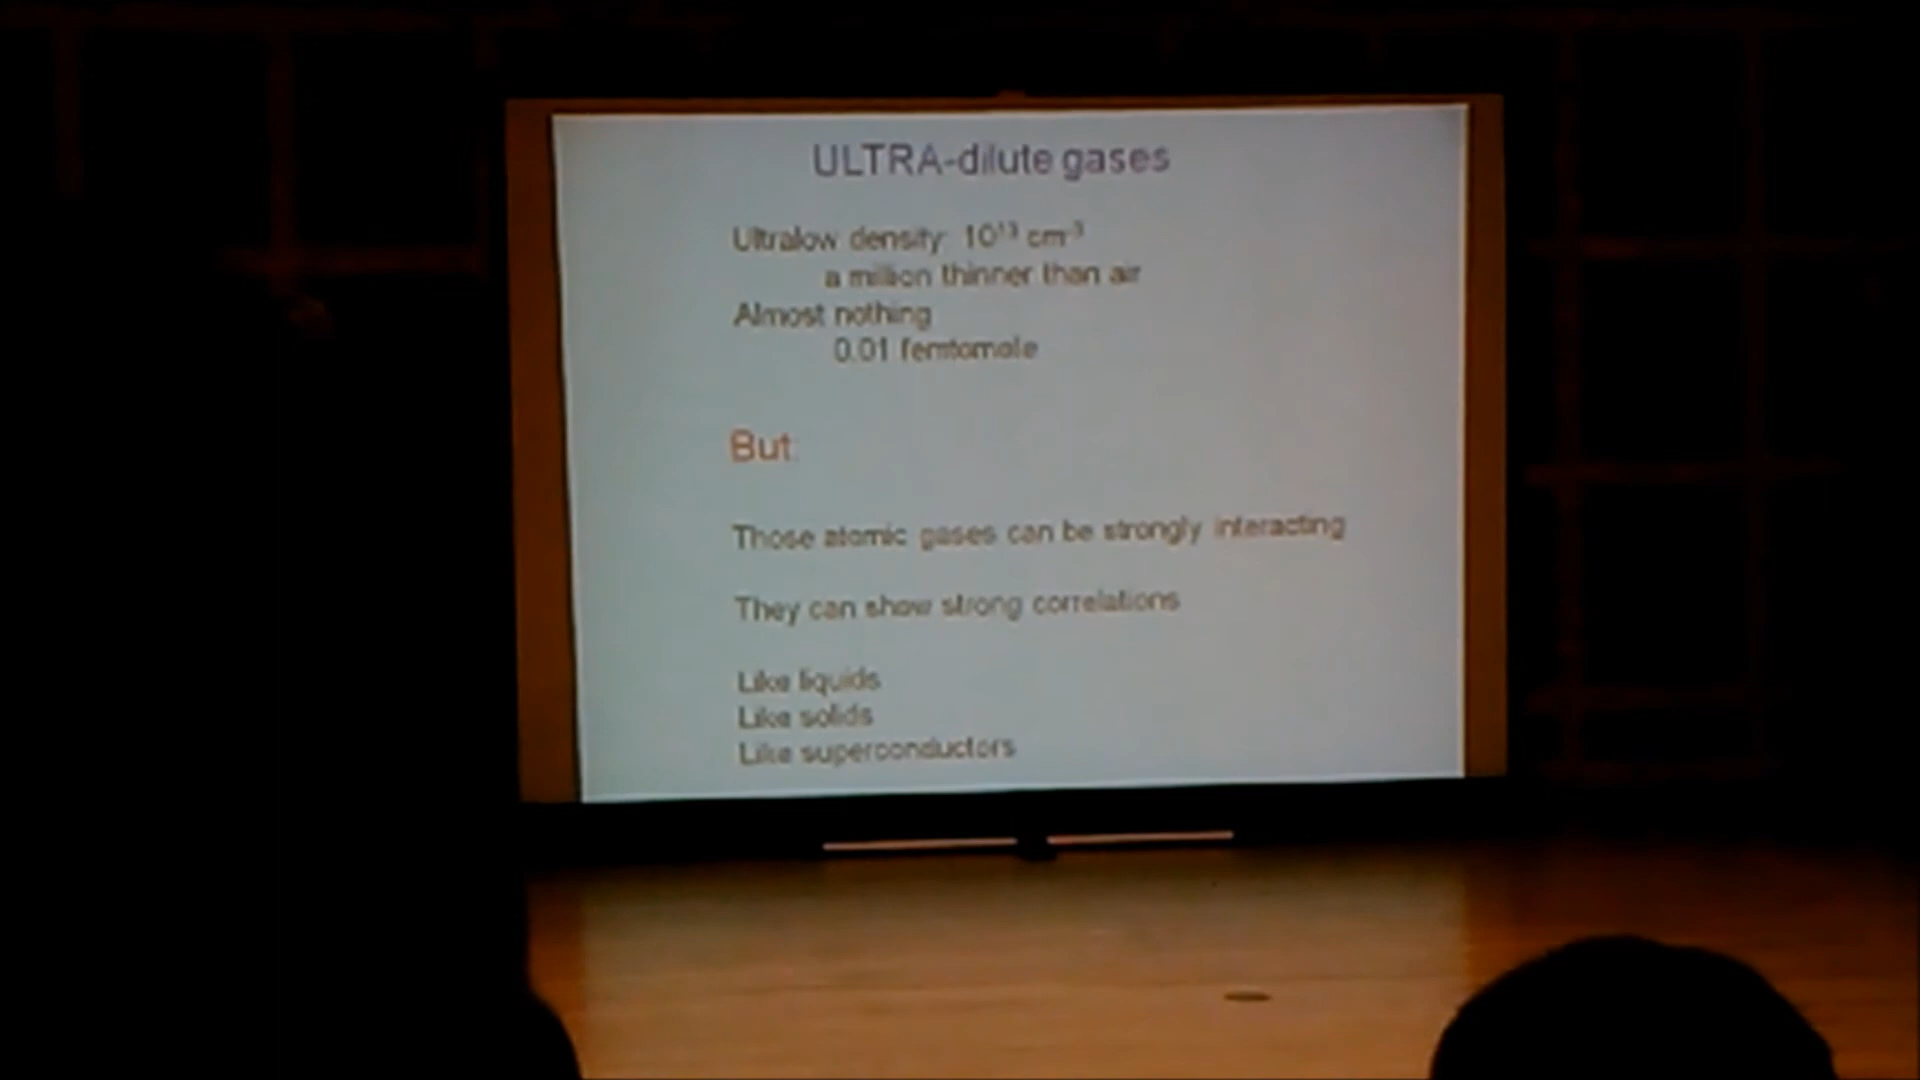 ULTRA-dilute gases
Ultralow density: 10¹³ cm⁻³
a million thinner than air
Almost nothing
0.01 femtomole
But:
Those atomic gases can be strongly interacting
They can show strong correlations
Like liquids
Like solids
Like superconductors